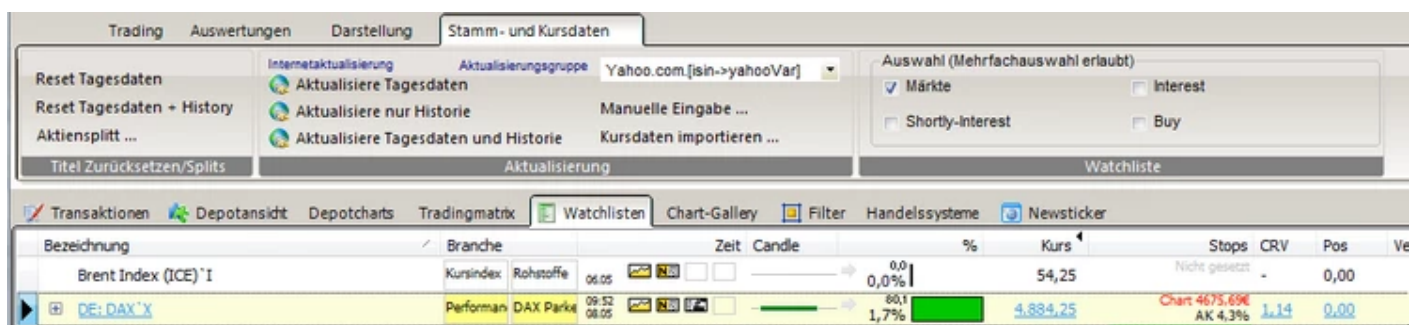 Trading Auswertungen Darstellung Stamm- und Kursdaten
Internetaktualisierung Aktualisierungsgruppe Yahoo.com.[isin->yahooVar] Auswahl (Mehrfachauswahl erlaubt)
Reset Tagesdaten Aktualisiere Tagesdaten Märkte Interest
Reset Tagesdaten + History Aktualisiere nur Historie Manuelle Eingabe ... Shortly-Interest Buy
Aktiensplitt ... Aktualisiere Tagesdaten und Historie Kursdaten importieren ...
Titel Zurücksetzen/Splits Aktualisierung Watchliste
Transaktionen Depotansicht Depotcharts Tradingmatrix Watchlisten Chart-Gallery Filter Handelssysteme Newsticker
Bezeichnung Branche Zeit Candle % Kurs Stops CRV Pos Ve
Brent Index (ICE)`I Kursindex Rohstoffe 06.05 0,0 0,0% 54,25 Nicht gesetzt - 0,00
DE: DAX`X Performan DAX Parke 09:52 08.05 80,1 1,7% 4.884,25 Chart 4675,69€ AK 4,3% 1,14 0,00